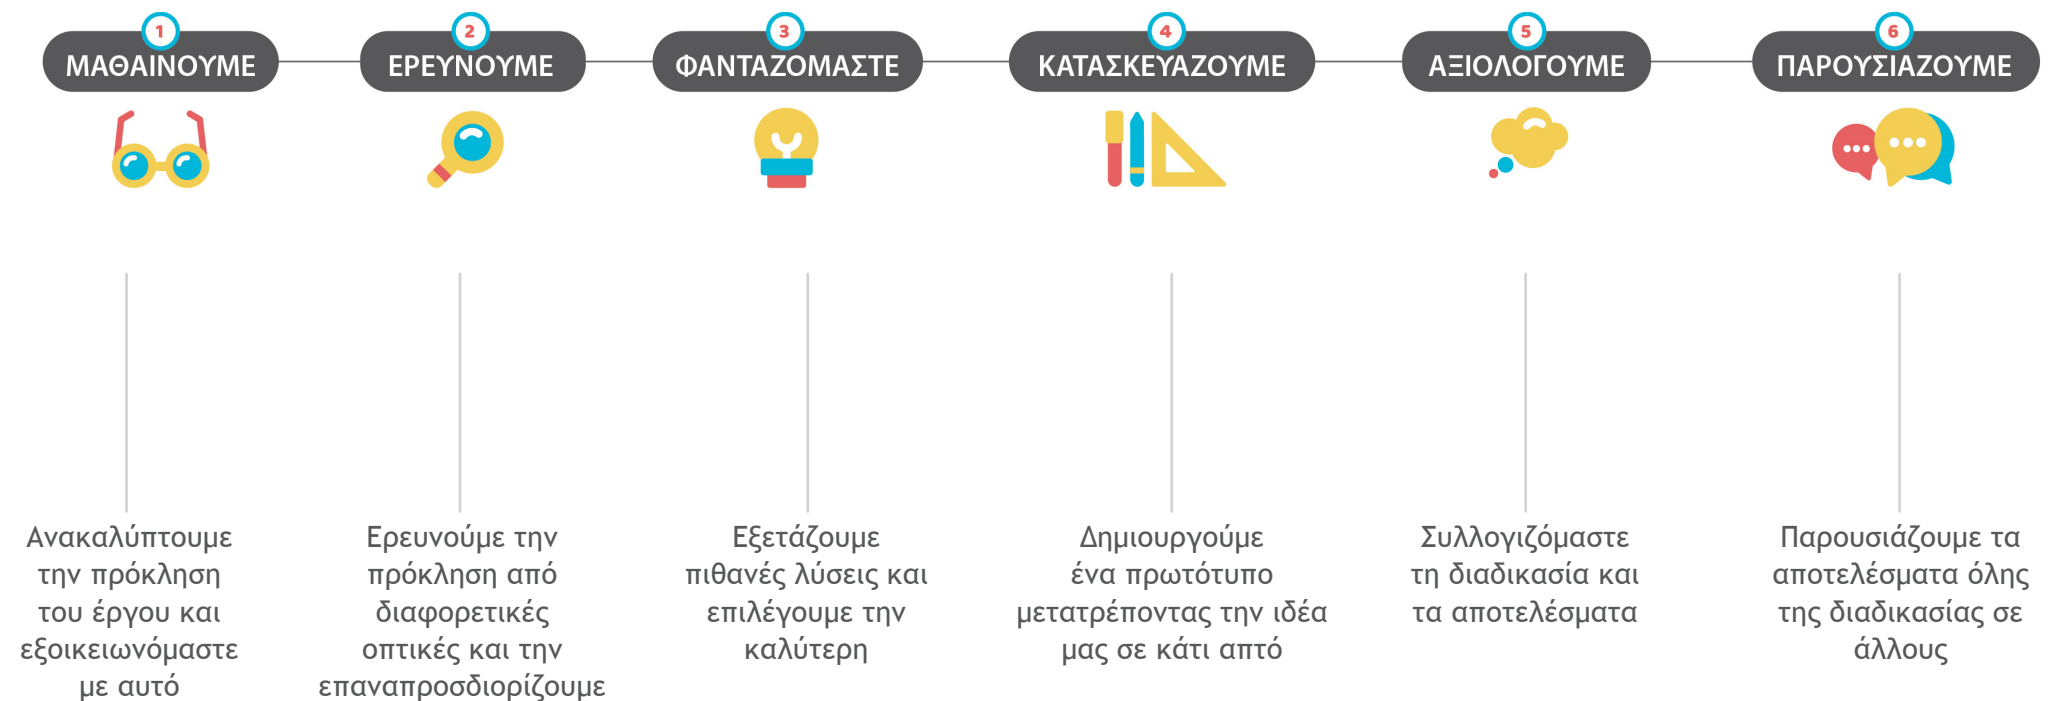 1
ΜΑΘΑΙΝΟΥΜΕ
2
ΕΡΕΥΝΟΥΜΕ
3
ΦΑΝΤΑΖΟΜΑΣΤΕ
4
ΚΑΤΑΣΚΕΥΑΖΟΥΜΕ
5
ΑΞΙΟΛΟΓΟΥΜΕ
6
ΠΑΡΟΥΣΙΑΖΟΥΜΕ
Ανακαλύπτουμε
την πρόκληση
του έργου και
εξοικειωνόμαστε
με αυτό
Ερευνούμε την
πρόκληση από
διαφορετικές
οπτικές και την
επαναπροσδιορίζουμε
Εξετάζουμε
πιθανές λύσεις και
επιλέγουμε την
καλύτερη
Δημιουργούμε
ένα πρωτότυπο
μετατρέποντας την ιδέα
μας σε κάτι απτό
Συλλογιζόμαστε
τη διαδικασία και
τα αποτελέσματα
Παρουσιάζουμε τα
αποτελέσματα όλης
της διαδικασίας σε
άλλους